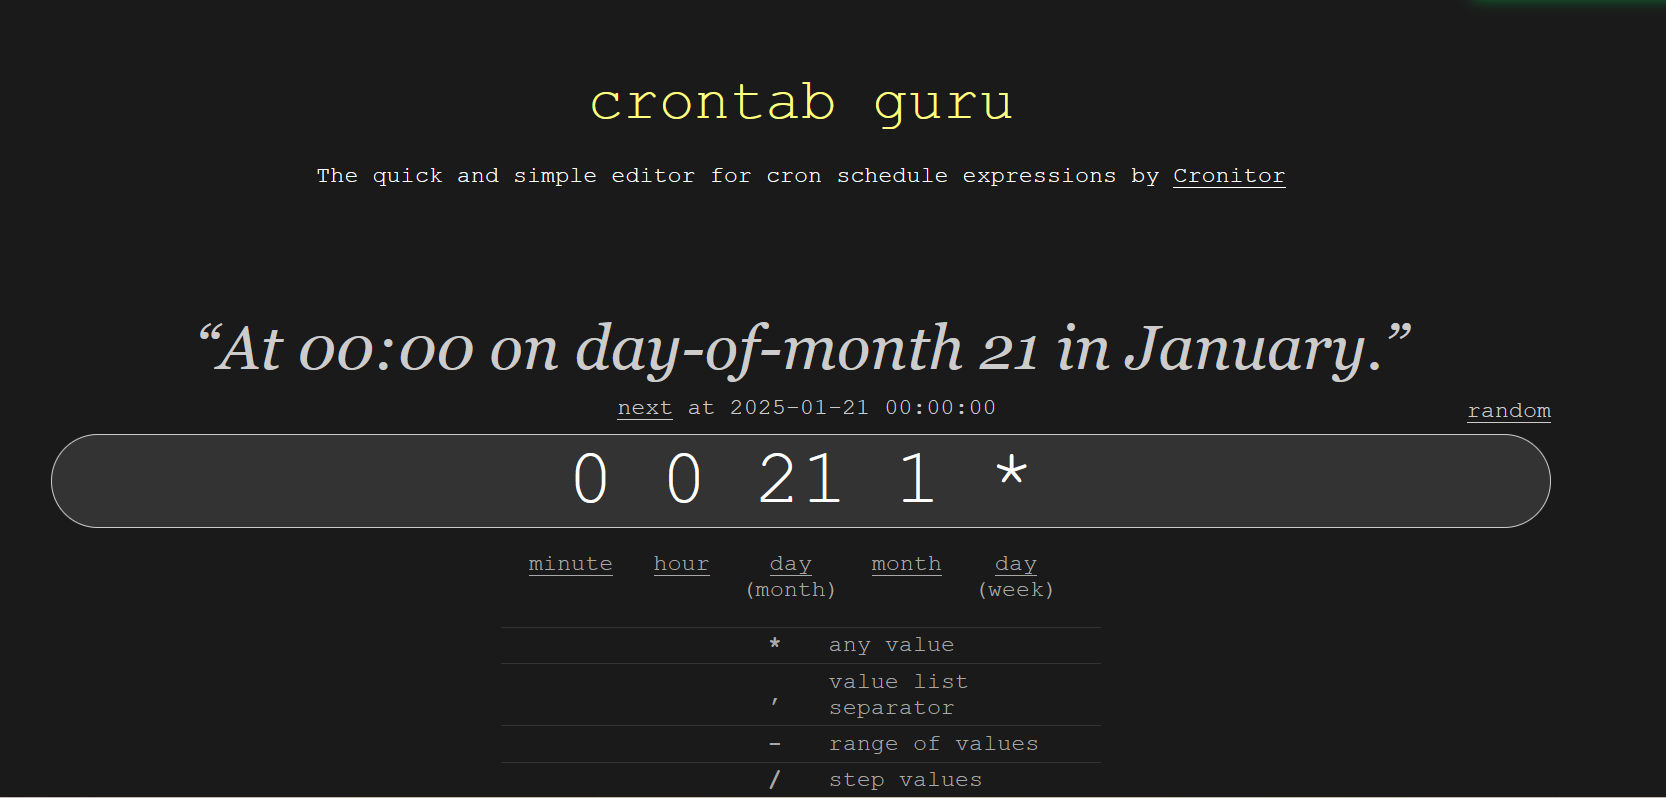 crontab guru
The quick and simple editor for cron schedule expressions by Cronitor
“At 00:00 on day-of-month 21 in January.”
next at 2025-01-21 00:00:00
random
0 0 21 1 *
minute hour day month day
(month) (week)
* any value
, value list
separator
- range of values
/ step values